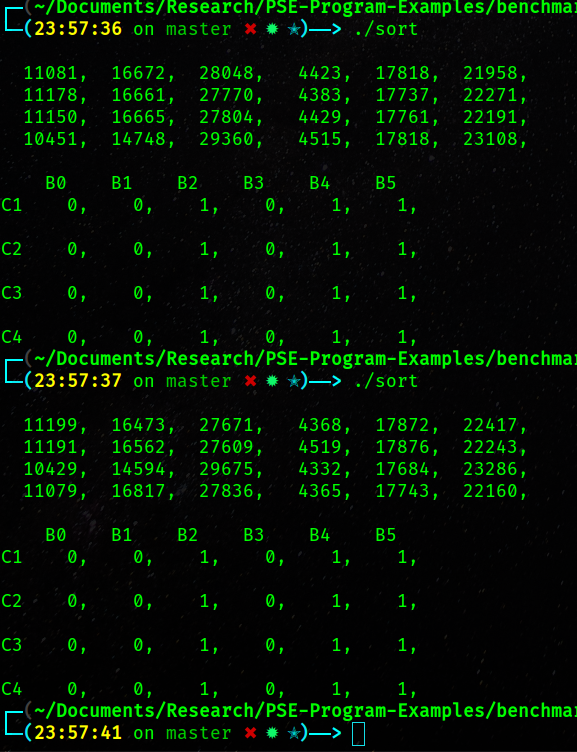 (~/Documents/Research/PSE-Program-Examples/benchmar
(23:57:36 on master ✖ ✹ ✭)──> ./sort
11081, 16672, 28048, 4423, 17818, 21958,
11178, 16661, 27770, 4383, 17737, 22271,
11150, 16665, 27804, 4429, 17761, 22191,
10451, 14748, 29360, 4515, 17818, 23108,
B0 B1 B2 B3 B4 B5
C1 0, 0, 1, 0, 1, 1,
C2 0, 0, 1, 0, 1, 1,
C3 0, 0, 1, 0, 1, 1,
C4 0, 0, 1, 0, 1, 1,
(~/Documents/Research/PSE-Program-Examples/benchmar
(23:57:37 on master ✖ ✹ ✭)──> ./sort
11199, 16473, 27671, 4368, 17872, 22417,
11191, 16562, 27609, 4519, 17876, 22243,
10429, 14594, 29675, 4332, 17684, 23286,
11079, 16817, 27836, 4365, 17743, 22160,
B0 B1 B2 B3 B4 B5
C1 0, 0, 1, 0, 1, 1,
C2 0, 0, 1, 0, 1, 1,
C3 0, 0, 1, 0, 1, 1,
C4 0, 0, 1, 0, 1, 1,
(~/Documents/Research/PSE-Program-Examples/benchmar
(23:57:41 on master ✖ ✹ ✭)──>